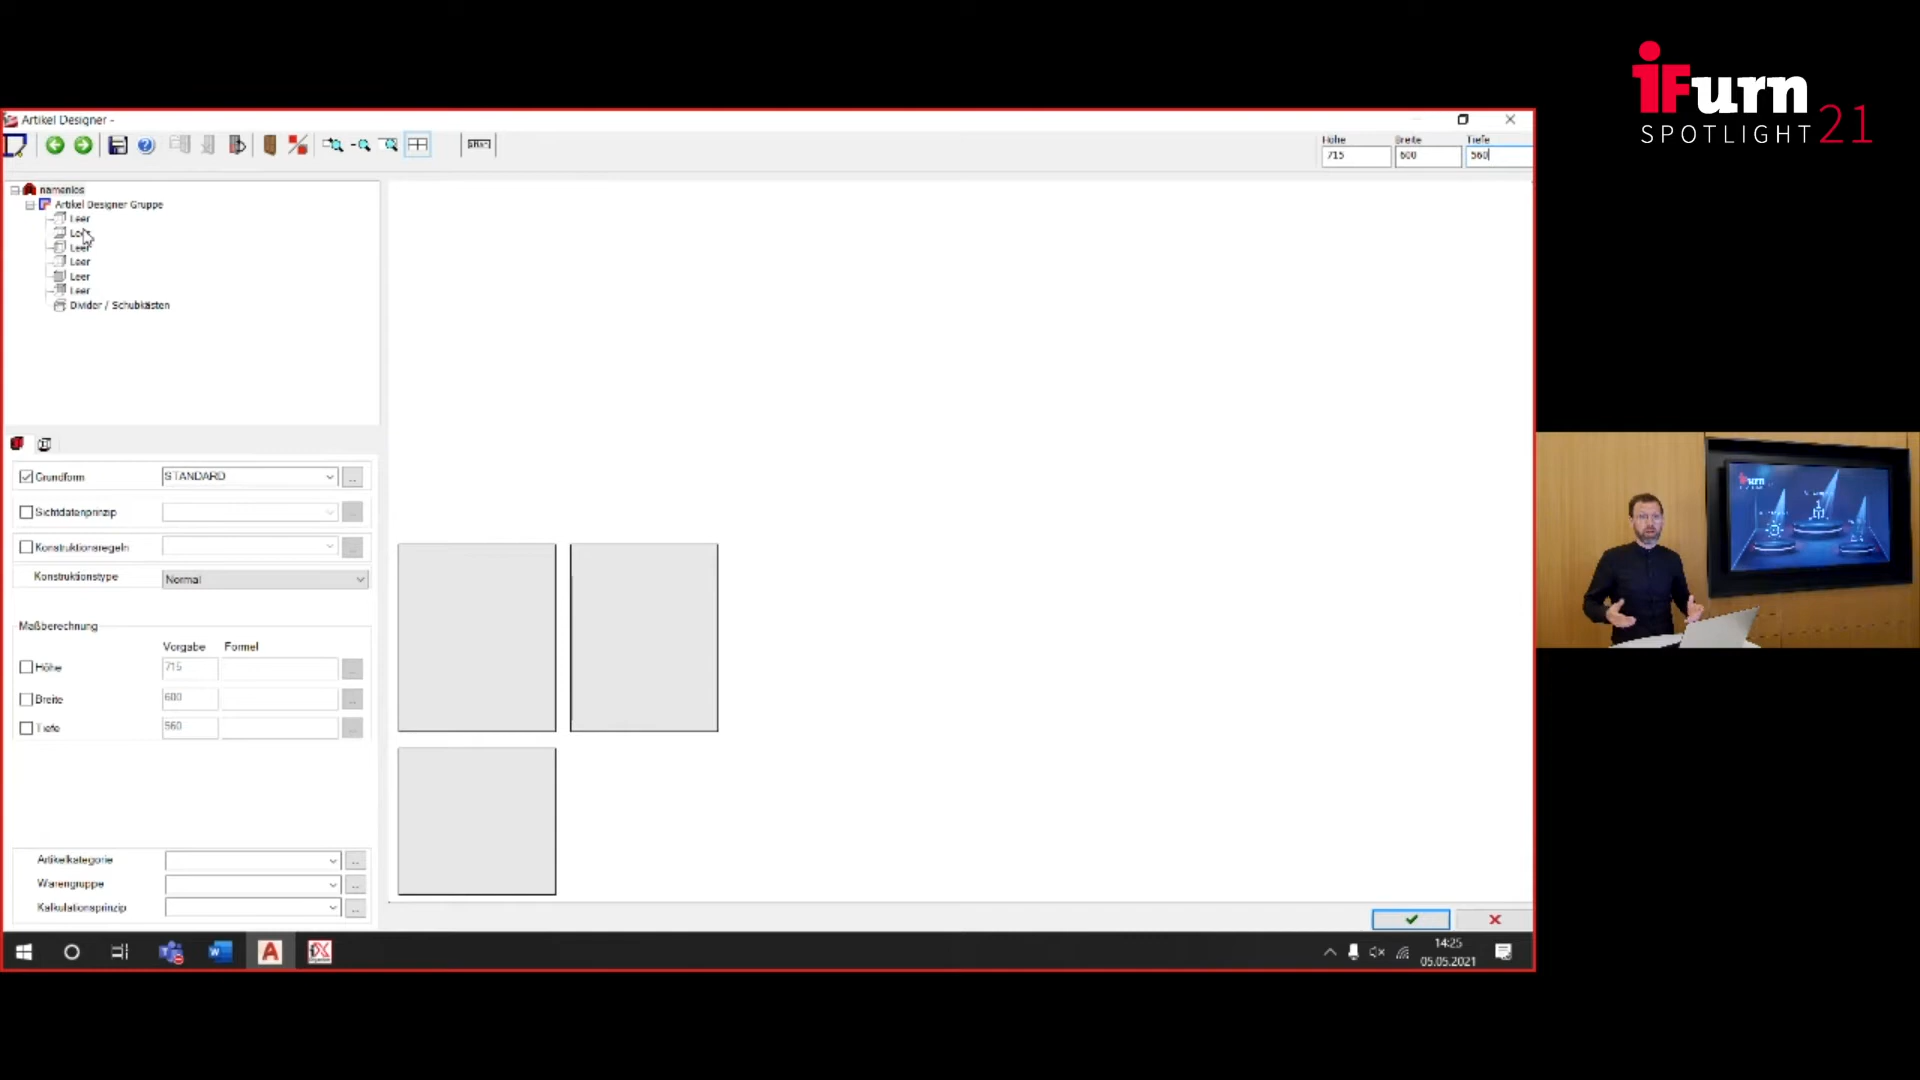 iFurn
SPOTLIGHT 21
Artikel Designer -
Höhe
Breite
Tiefe
715
600
560
namenlos
Artikel Designer Gruppe
Leer
Leer
Leer
Leer
Leer
Divider / Schubkästen
Grundform
STANDARD
...
Sichtdatenprinzip
Konstruktionsregeln
Konstruktionstype
Normal
Maßberechnung
Vorgabe
Formel
Höhe
715
Breite
600
Tiefe
560
Artikelkategorie
...
Warengruppe
...
Kalkulationsprinzip
...
14:25
05.05.2021